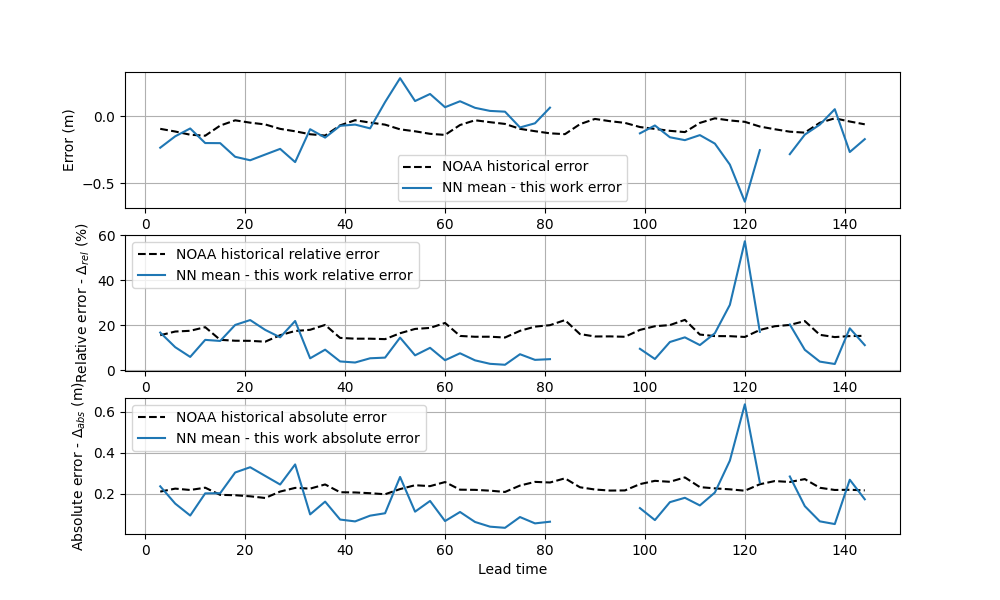 Error (m)
0.0
−0.5
NOAA historical error
NN mean - this work error
0 20 40 60 80 100 120 140
Relative error - Δrel (%)
60
40
20
0
NOAA historical relative error
NN mean - this work relative error
0 20 40 60 80 100 120 140
Absolute error - Δabs (m)
0.6
0.4
0.2
NOAA historical absolute error
NN mean - this work absolute error
0 20 40 60 80 100 120 140
Lead time